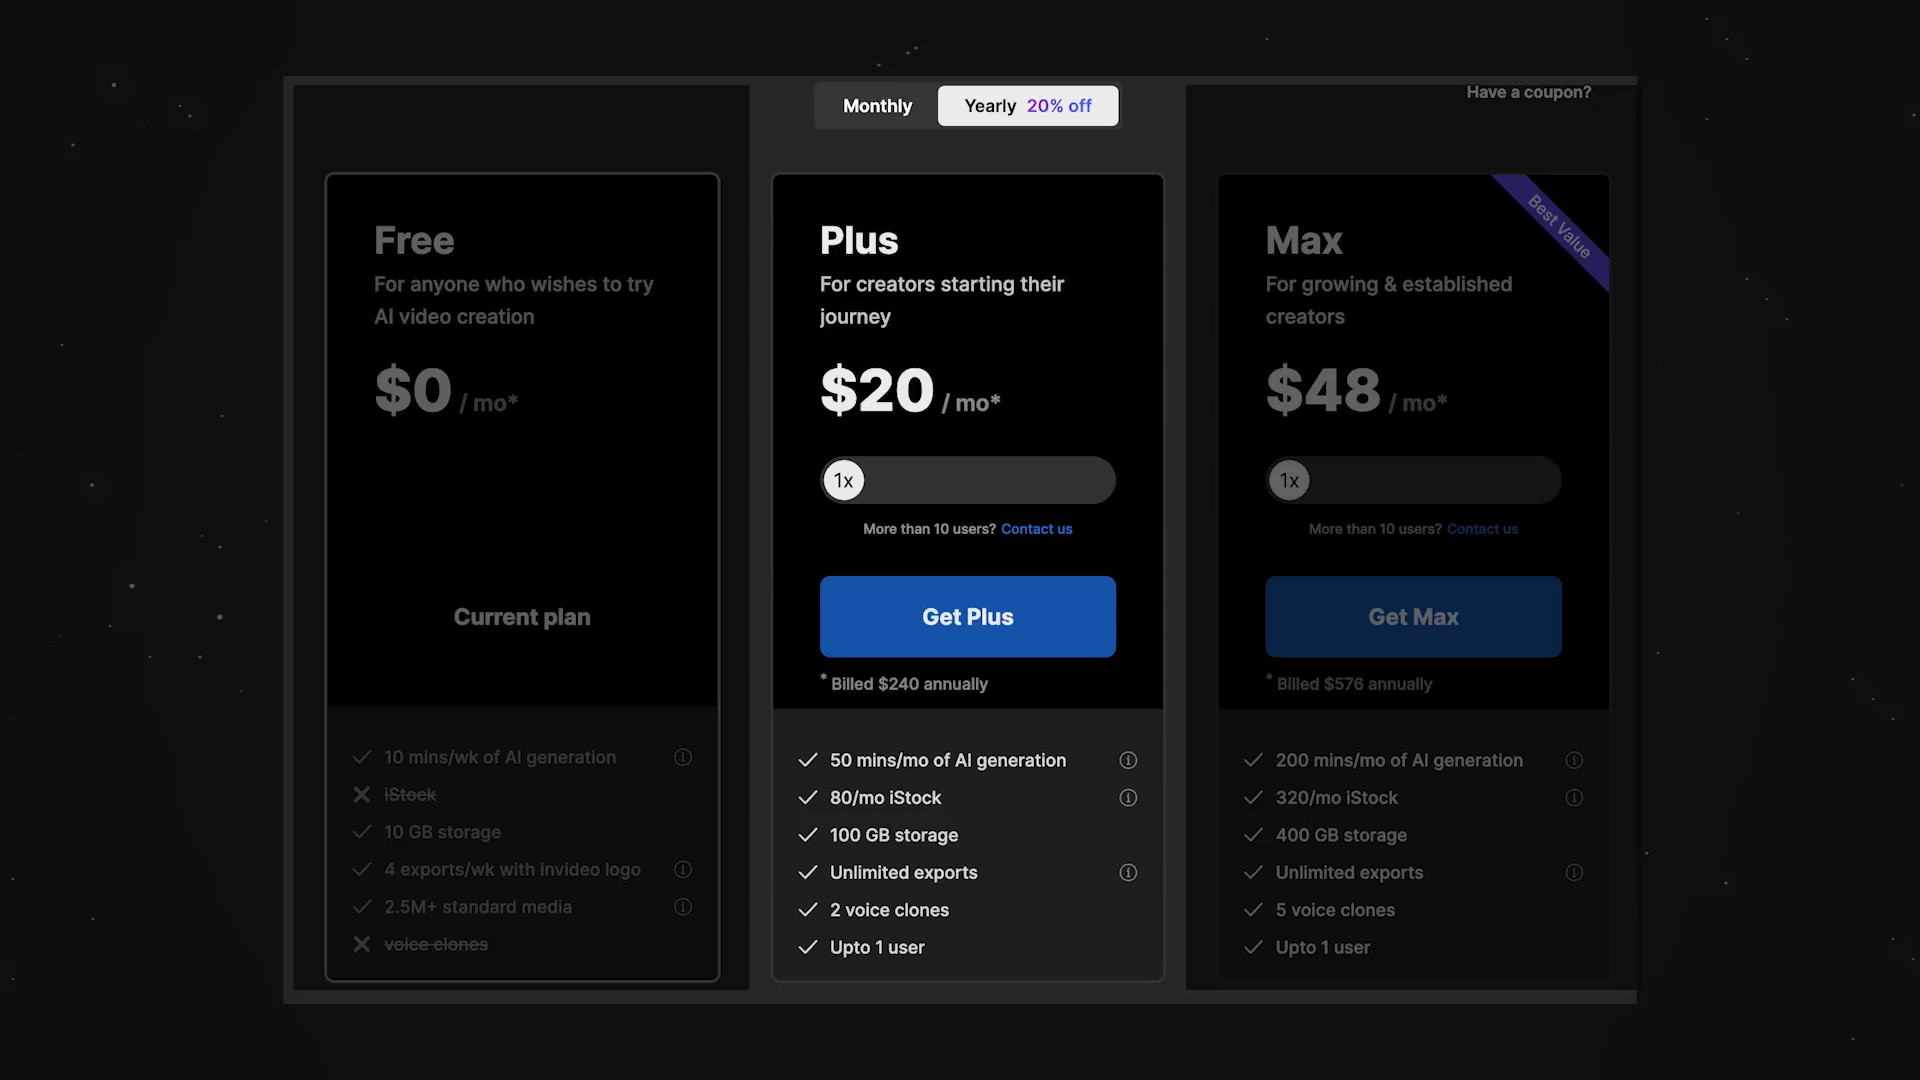 Monthly
Yearly 20% off
Have a coupon?
Free
For anyone who wishes to try
AI video creation
$0 / mo*
Current plan
10 mins/wk of AI generation
iStock
10 GB storage
4 exports/wk with invideo logo
2.5M+ standard media
voice clones
Plus
For creators starting their
journey
$20 / mo*
1x
More than 10 users? Contact us
Get Plus
* Billed $240 annually
50 mins/mo of AI generation
80/mo iStock
100 GB storage
Unlimited exports
2 voice clones
Upto 1 user
Best Value
Max
For growing & established
creators
$48 / mo*
1x
More than 10 users? Contact us
Get Max
* Billed $576 annually
200 mins/mo of AI generation
320/mo iStock
400 GB storage
Unlimited exports
5 voice clones
Upto 1 user